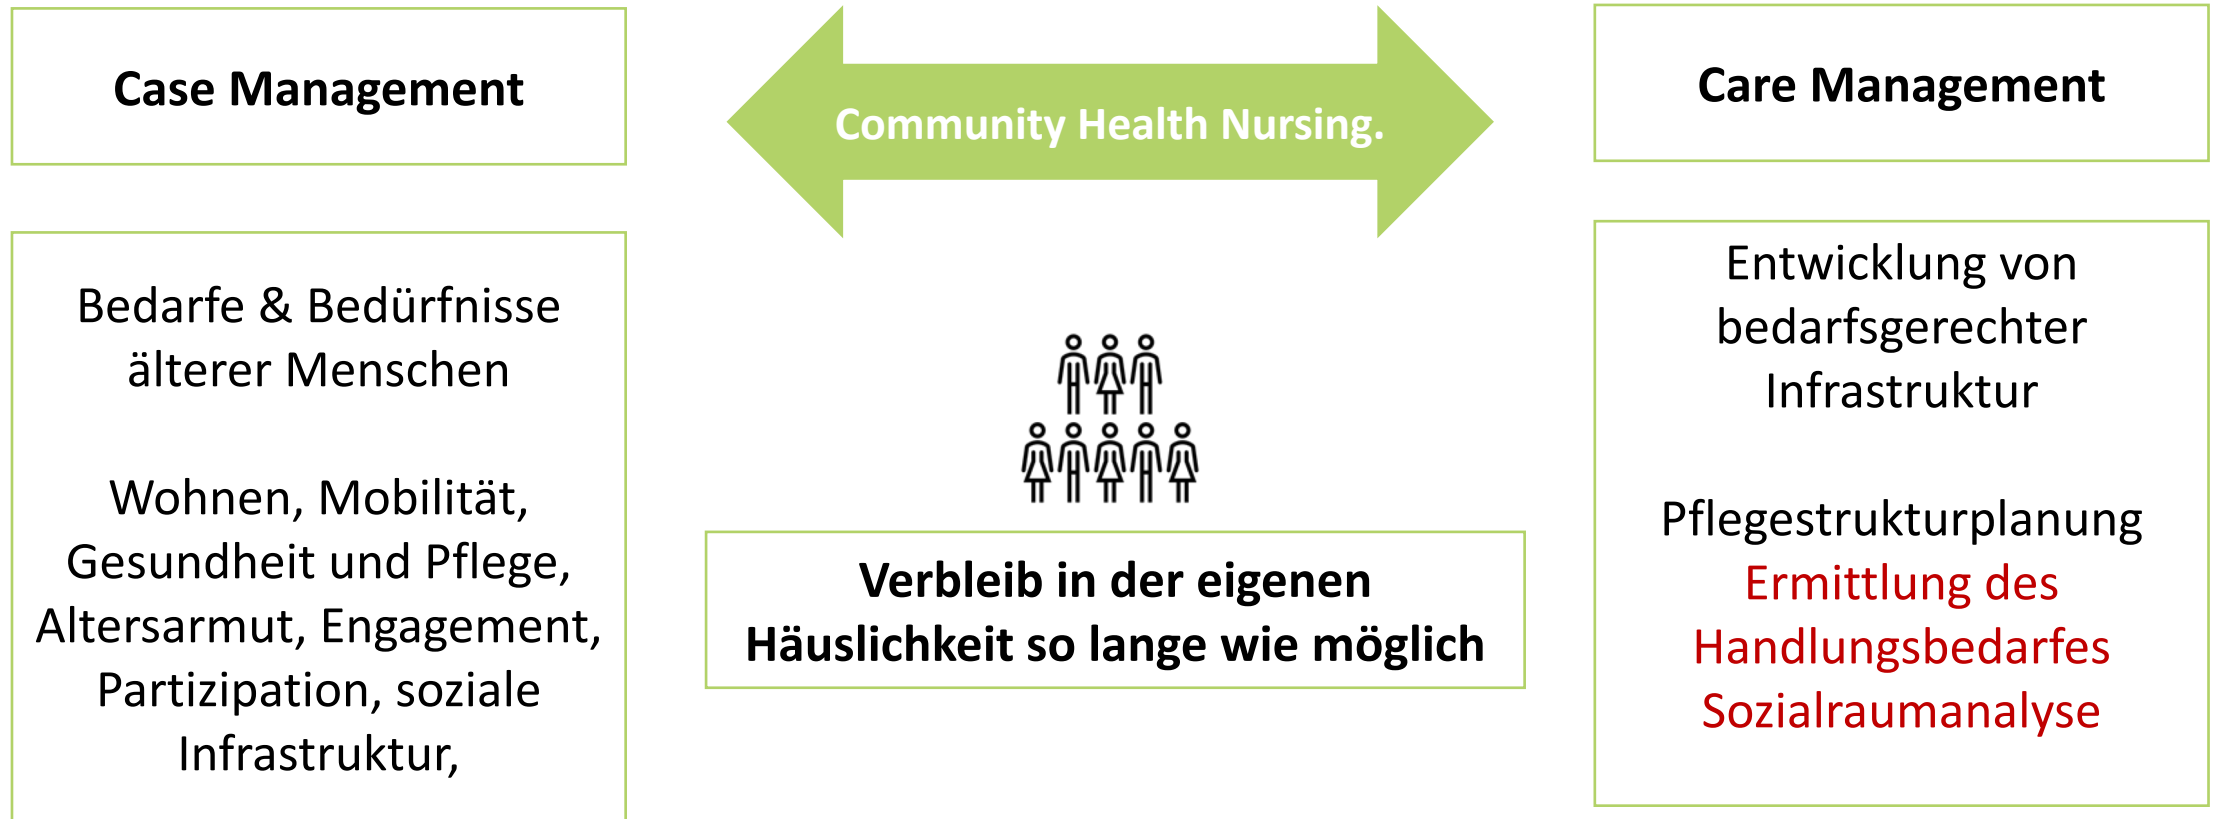 Case Management
Bedarfe & Bedürfnisse
älterer Menschen
Wohnen, Mobilität,
Gesundheit und Pflege,
Altersarmut, Engagement,
Partizipation, soziale
Infrastruktur,
Community Health Nursing.
Verbleib in der eigenen
Häuslichkeit so lange wie möglich
Care Management
Entwicklung von
bedarfsgerechter
Infrastruktur
Pflegestrukturplanung
Ermittlung des
Handlungsbedarfes
Sozialraumanalyse